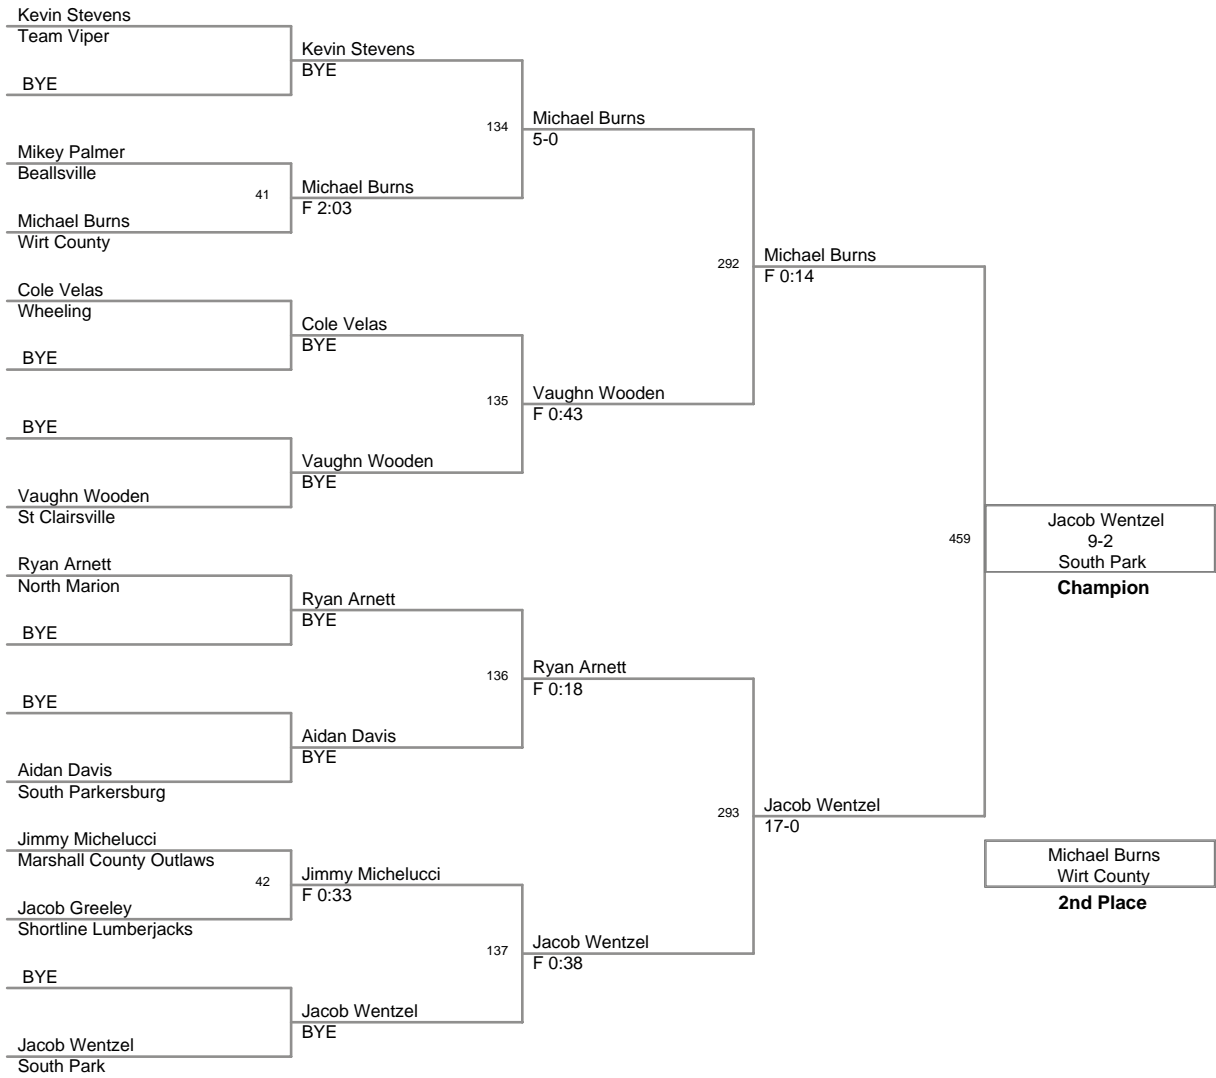 Kevin Stevens
Team Viper
BYE
Mikey Palmer
Beallsville
41
Michael Burns
Wirt County
Cole Velas
Wheeling
BYE
BYE
Vaughn Wooden
St Clairsville
Ryan Arnett
North Marion
BYE
BYE
Aidan Davis
South Parkersburg
Jimmy Michelucci
Marshall County Outlaws
42
Jacob Greeley
Shortline Lumberjacks
BYE
Jacob Wentzel
South Park
Kevin Stevens
BYE
134
Michael Burns
F 2:03
Cole Velas
BYE
135
Vaughn Wooden
BYE
Ryan Arnett
BYE
136
Aidan Davis
BYE
Jimmy Michelucci
F 0:33
137
Jacob Wentzel
BYE
Michael Burns
5-0
292
Vaughn Wooden
F 0:43
Ryan Arnett
F 0:18
293
Jacob Wentzel
F 0:38
Michael Burns
F 0:14
459
Jacob Wentzel
17-0
Jacob Wentzel
9-2
South Park
Champion
Michael Burns
Wirt County
2nd Place